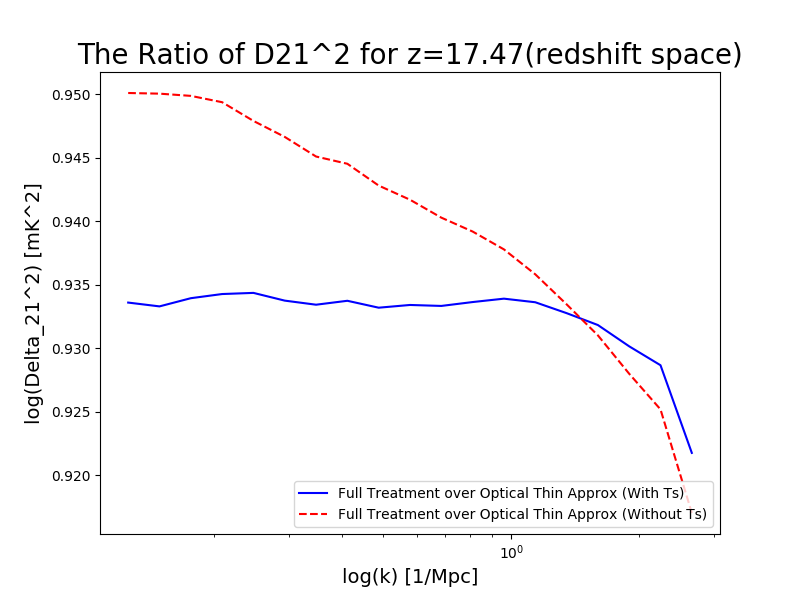 The Ratio of D21^2 for z=17.47(redshift space)
0.950
0.945
0.940
0.935
0.930
0.925
0.920
log(Delta_21^2) [mK^2]
Full Treatment over Optical Thin Approx (With Ts)
Full Treatment over Optical Thin Approx (Without Ts)
10^0
log(k) [1/Mpc]